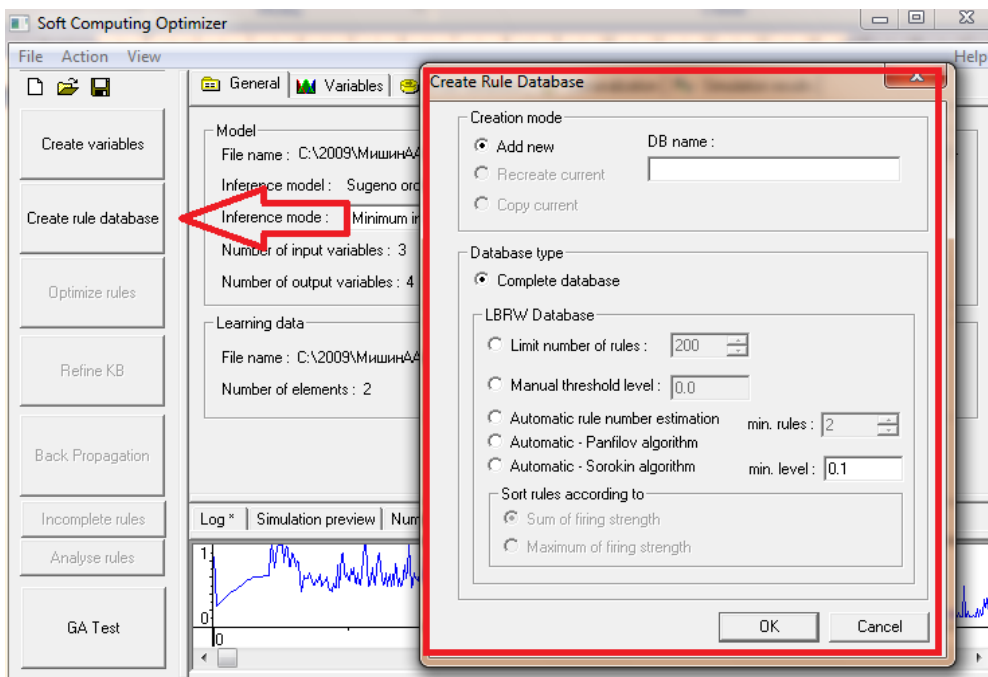 Soft Computing Optimizer
File Action View Help
General Variables
Create Rule Database
Create variables
Create rule database
Optimize rules
Refine KB
Back Propagation
Incomplete rules
Analyse rules
GA Test
Model
File name : C:\2009\МишинАА
Inference model : Sugeno ord
Inference mode : Minimum in
Number of input variables : 3
Number of output variables : 4
Learning data
File name : C:\2009\МишинАА
Number of elements : 2
Log * Simulation preview Num
1
0
0
Creation mode
Add new
Recreate current
Copy current
DB name :
Database type
Complete database
LBRW Database
Limit number of rules : 200
Manual threshold level : 0.0
Automatic rule number estimation min. rules : 2
Automatic - Panfilov algorithm
Automatic - Sorokin algorithm min. level : 0.1
Sort rules according to
Sum of firing strength
Maximum of firing strength
OK Cancel